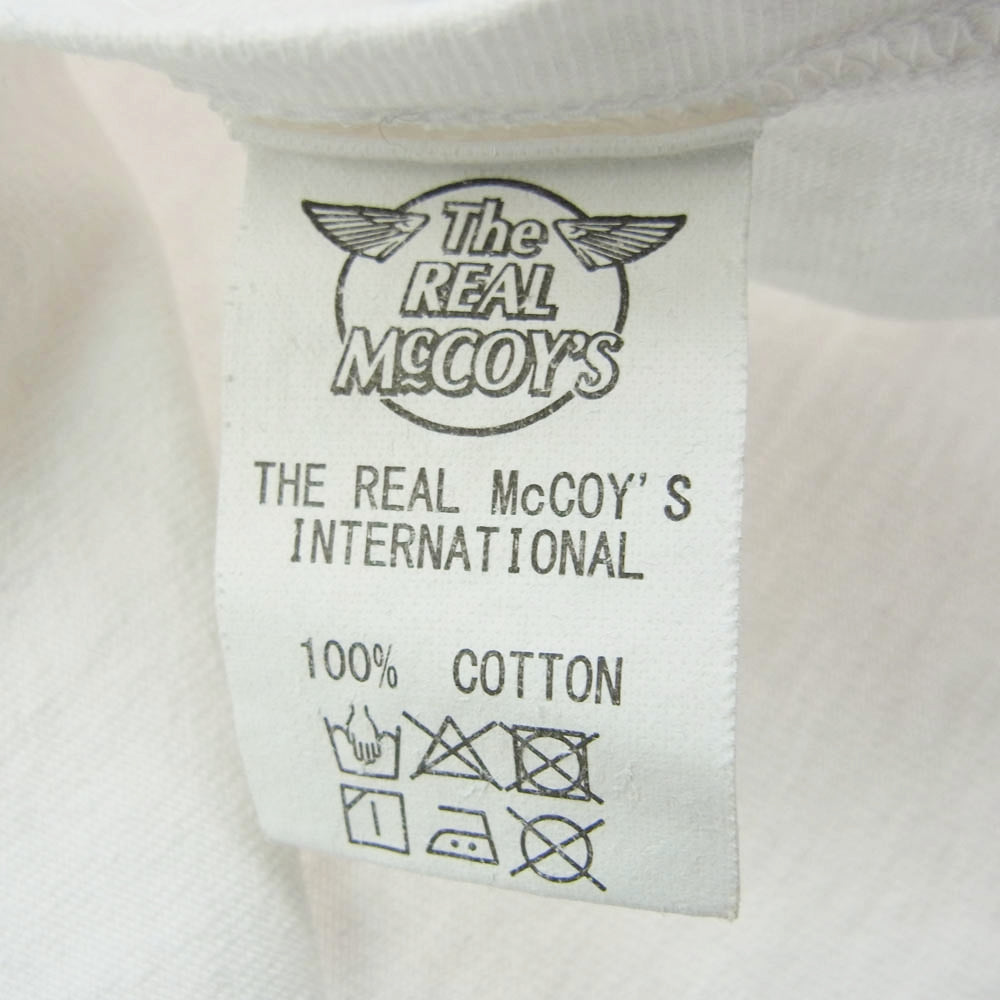 The
REAL
McCOY'S
THE REAL McCOY'S
INTERNATIONAL
100% COTTON